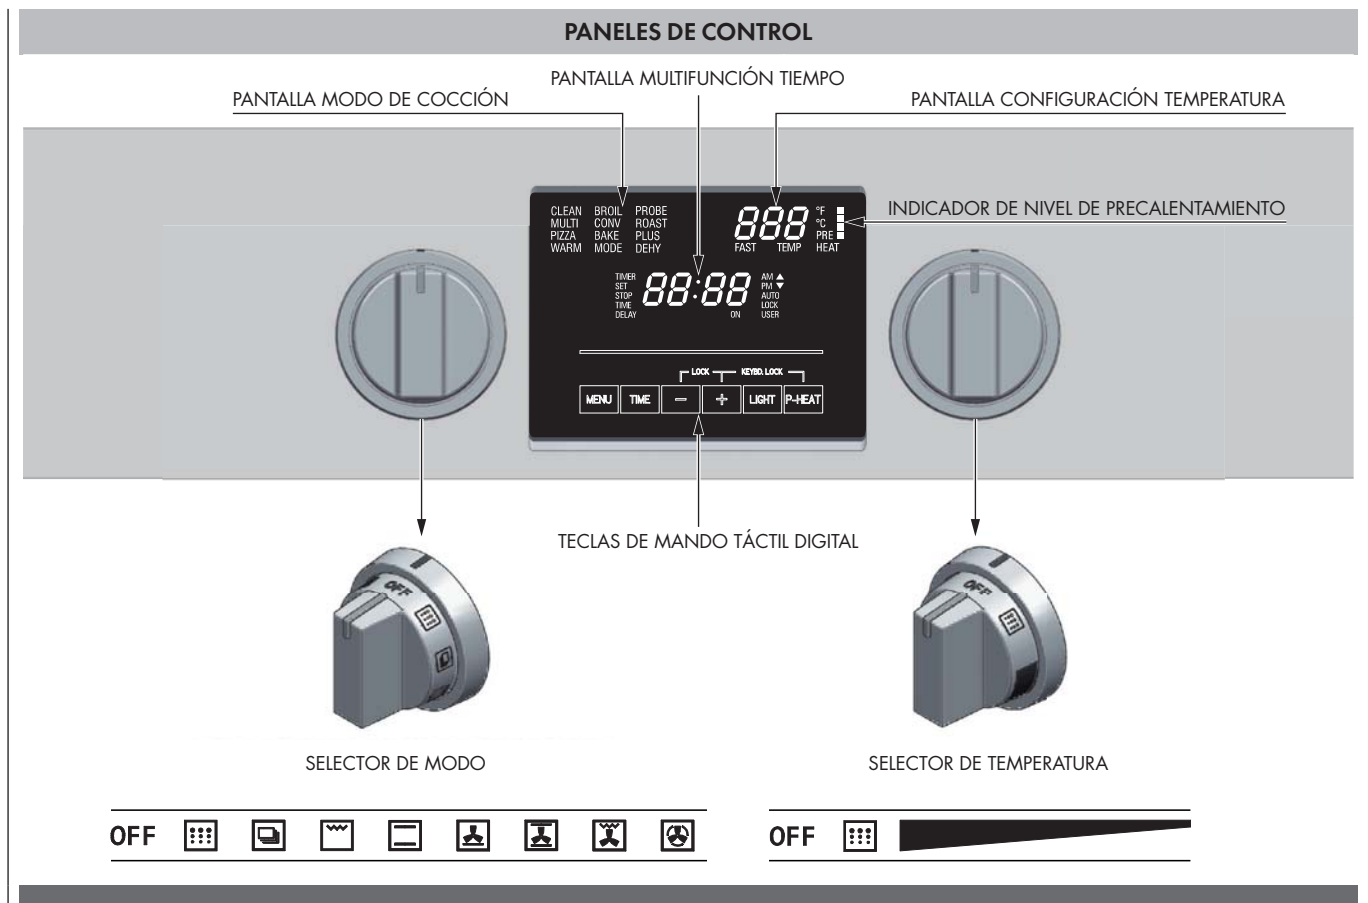 PANELES DE CONTROL
PANTALLA MULTIFUNCIÓN TIEMPO
PANTALLA MODO DE COCCIÓN
PANTALLA CONFIGURACIÓN TEMPERATURA
INDICADOR DE NIVEL DE PRECALENTAMIENTO
CLEAN BROIL PROBE
MULTI CONV ROAST
PIZZA BAKE PLUS
WARM MODE DEHY
888
°F
°C
PRE
HEAT
FAST TEMP
TIMER
SET
STOP
TIME
DELAY
88:88
ON
AM ▲
PM ▼
AUTO
LOCK
USER
LOCK KEYBD. LOCK
MENU TIME − + LIGHT P-HEAT
TECLAS DE MANDO TÁCTIL DIGITAL
OFF
OFF
SELECTOR DE MODO
SELECTOR DE TEMPERATURA
OFF
OFF